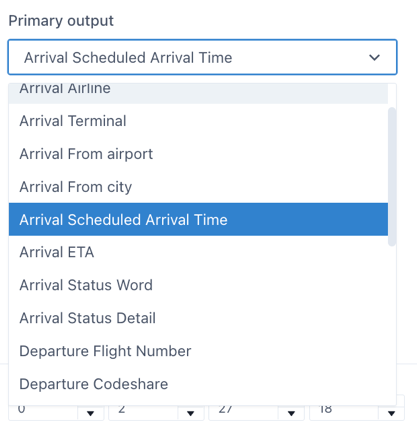 Primary output
Arrival Scheduled Arrival Time
Arrival Airline
Arrival Terminal
Arrival From airport
Arrival From city
Arrival Scheduled Arrival Time
Arrival ETA
Arrival Status Word
Arrival Status Detail
Departure Flight Number
Departure Codeshare
0 2 27 18